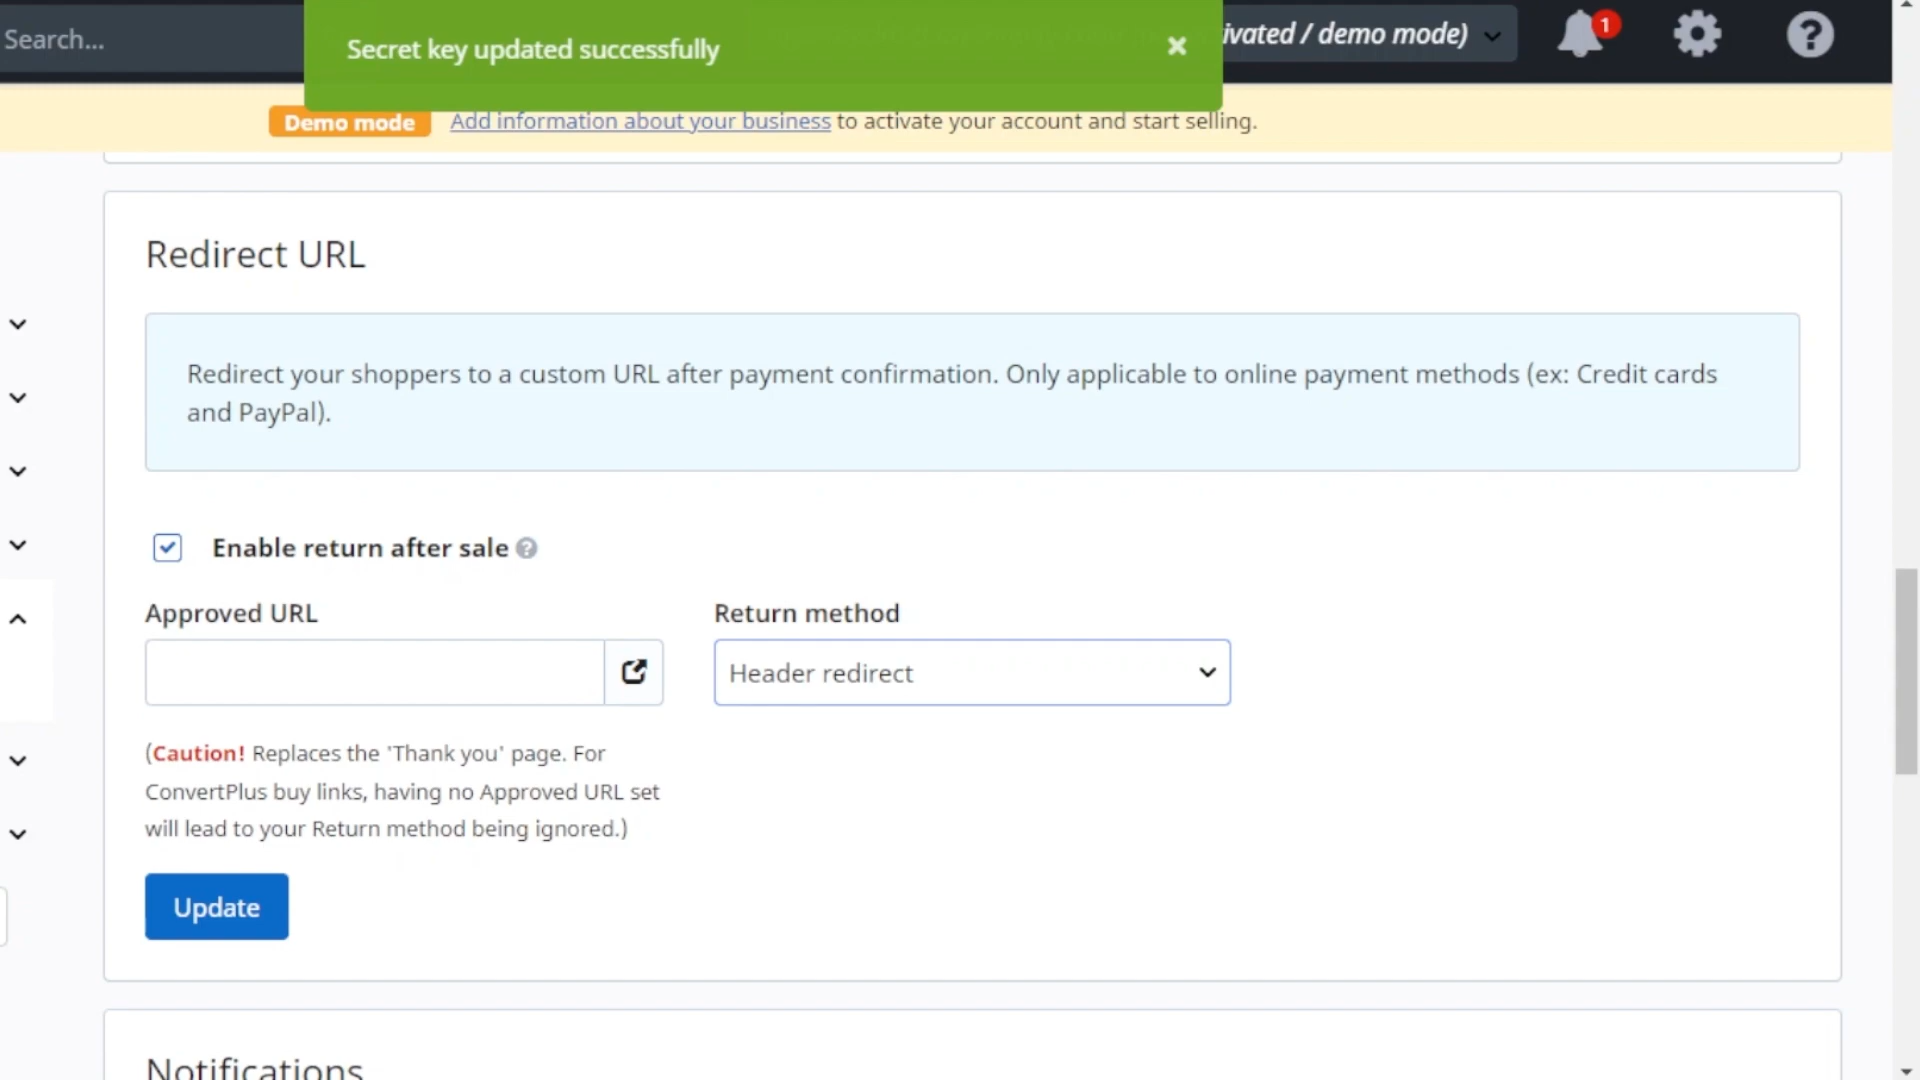 Search...
Secret key updated successfully
ivated / demo mode)
1
Demo mode
Add information about your business to activate your account and start selling.
Redirect URL
Redirect your shoppers to a custom URL after payment confirmation. Only applicable to online payment methods (ex: Credit cards
and PayPal).
Enable return after sale
Approved URL
Return method
Header redirect
(Caution! Replaces the 'Thank you' page. For
ConvertPlus buy links, having no Approved URL set
will lead to your Return method being ignored.)
Update
Notifications